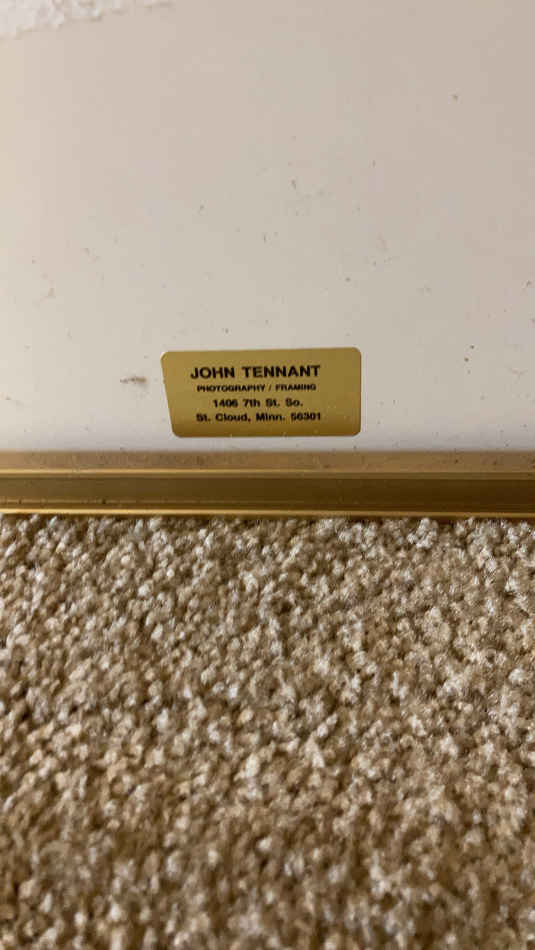 JOHN TENNANT
PHOTOGRAPHY / FRAMING
1406 7th St. So.
St. Cloud, Minn. 56301